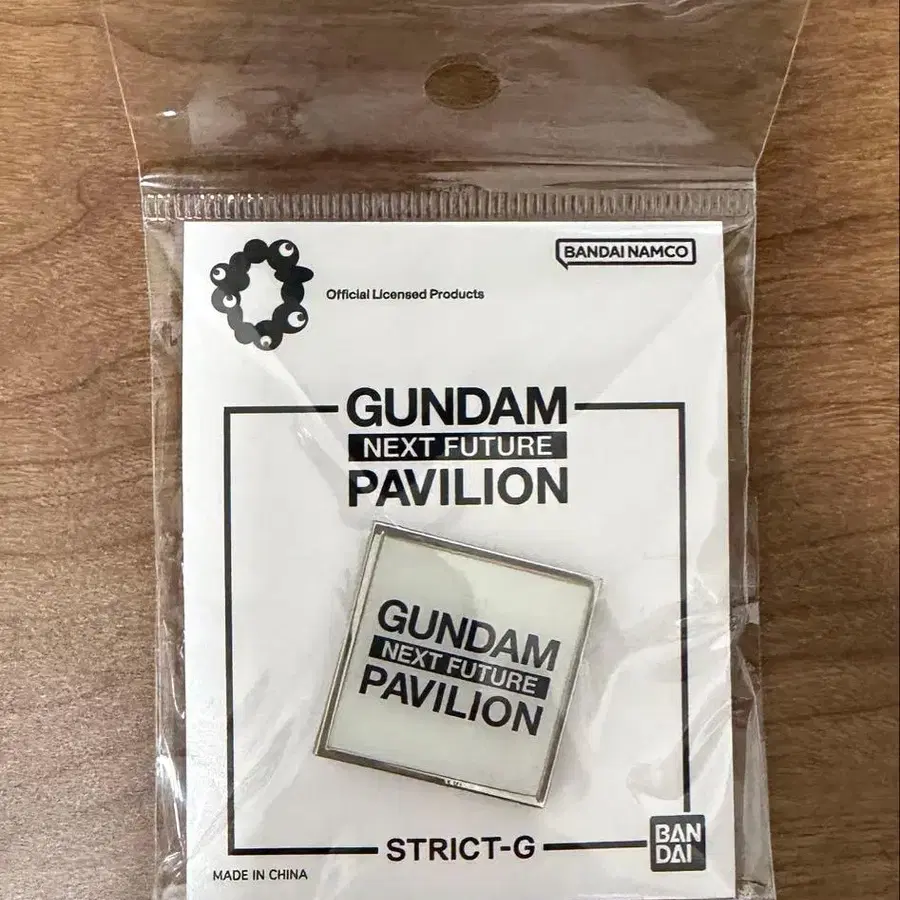 Official Licensed Products
BANDAI NAMCO
GUNDAM
NEXT FUTURE
PAVILION
GUNDAM
NEXT FUTURE
PAVILION
STRICT-G
BAN
DAI
MADE IN CHINA